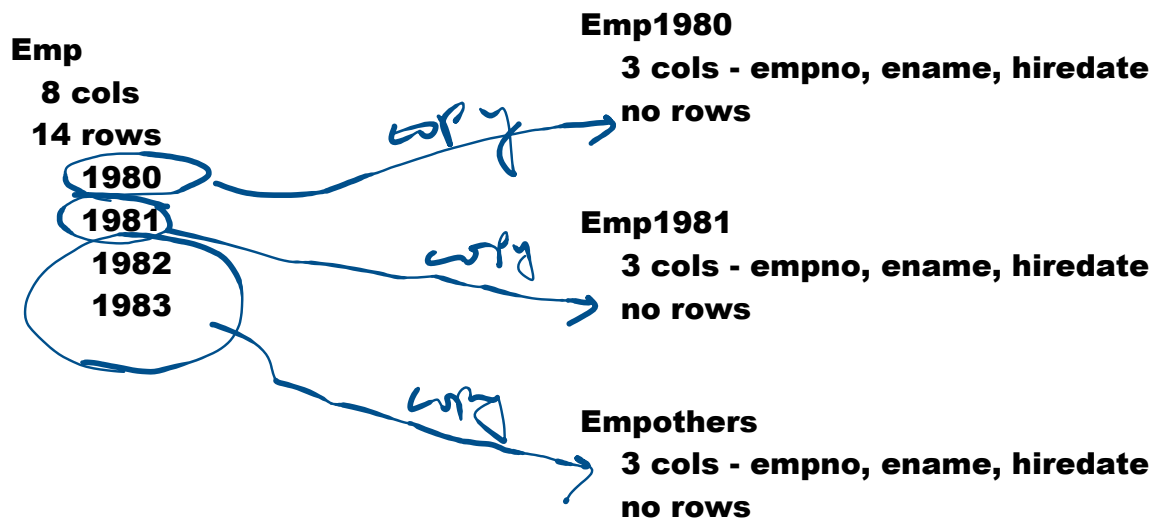 Emp
8 cols
14 rows
1980
1981
1982
1983
copy
copy
copy
Emp1980
3 cols - empno, ename, hiredate
no rows
Emp1981
3 cols - empno, ename, hiredate
no rows
Empothers
3 cols - empno, ename, hiredate
no rows